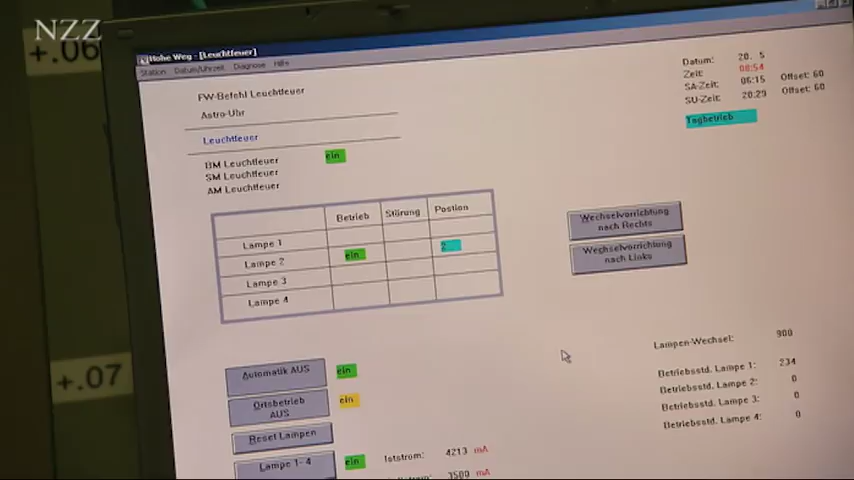 NZZ
+.06
Hohe Weg - [Leuchtfeuer]
Station Datum/Uhrzeit Diagnose Hilfe
FW-Befehl Leuchtfeuer
Astro-Uhr
Leuchtfeuer
BM Leuchtfeuer ein
SM Leuchtfeuer
AM Leuchtfeuer
Datum: 20. 5
Zeit: 08:54
SA-Zeit: 06:15 Offset: 60
SU-Zeit: 20:29 Offset: 60
Tagbetrieb
Betrieb Störung Postion
Lampe 1
Lampe 2 ein
Lampe 3
Lampe 4
Wechselvorrichtung
nach Rechts
Wechselvorrichtung
nach Links
+.07
Automatik AUS ein
Ortsbetrieb
AUS ein
Reset Lampen
Lampe 1-4 ein
Iststrom: 4213 mA
3500 mA
Lampen-Wechsel: 900
Betriebsstd. Lampe 1: 234
Betriebsstd. Lampe 2: 0
Betriebsstd. Lampe 3: 0
Betriebsstd. Lampe 4: 0